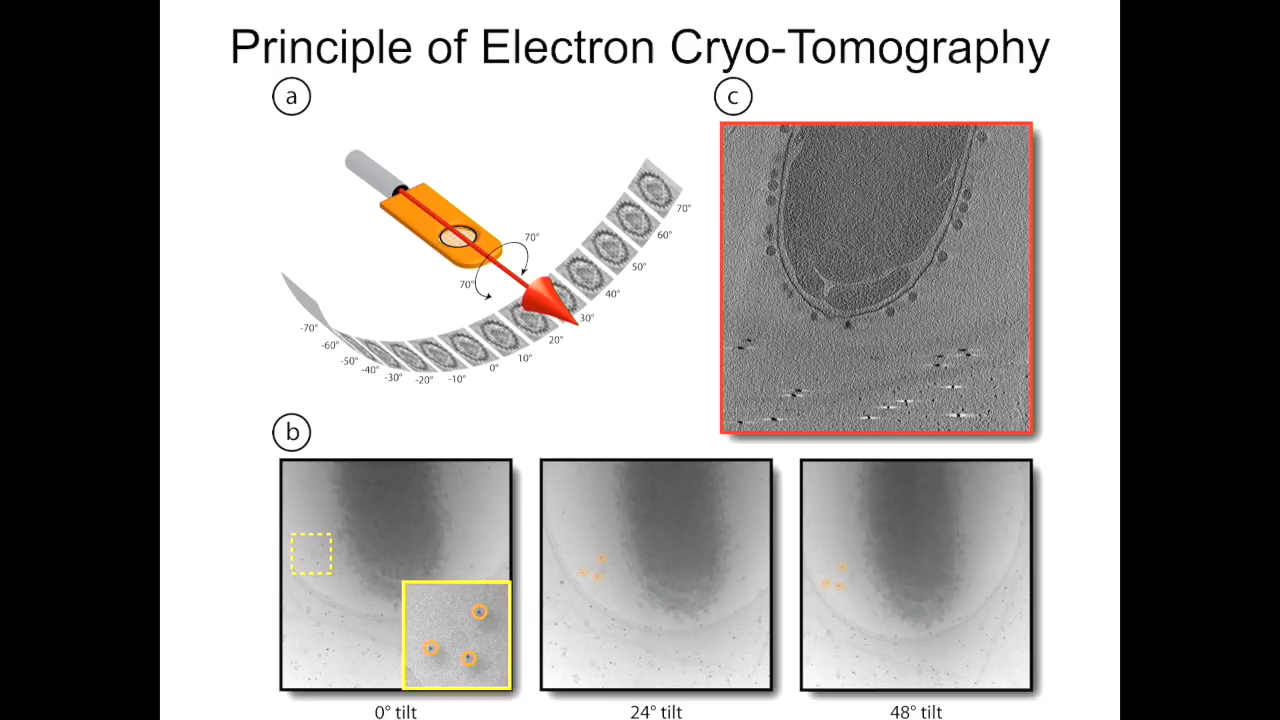 Principle of Electron Cryo-Tomography
a
c
70°
70°
-70°
-60°
-50°
-40°
-30°
-20°
-10°
0°
10°
20°
30°
40°
50°
60°
70°
b
0° tilt
24° tilt
48° tilt